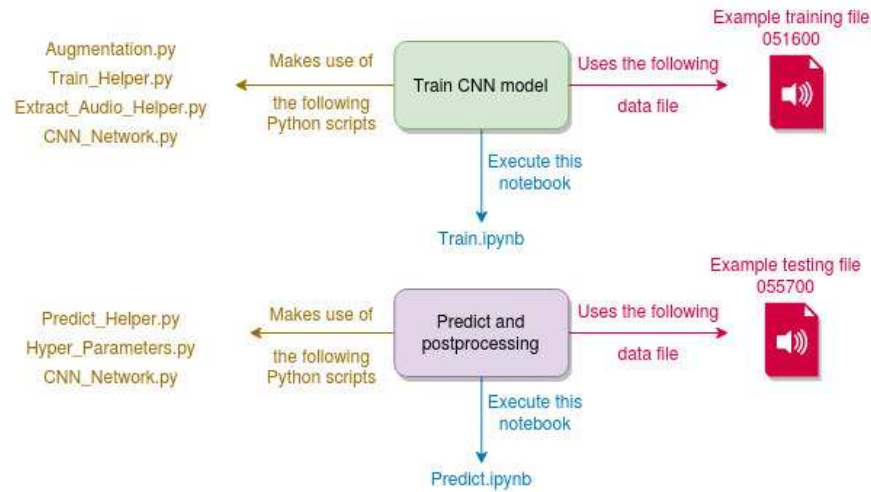 Augmentation.py
Train_Helper.py
Extract_Audio_Helper.py
CNN_Network.py
Makes use of
the following
Python scripts
Train CNN model
Uses the following
data file
Example training file
051600
Execute this
notebook
Train.ipynb
Predict_Helper.py
Hyper_Parameters.py
CNN_Network.py
Makes use of
the following
Python scripts
Predict and
postprocessing
Uses the following
data file
Example testing file
055700
Execute this
notebook
Predict.ipynb